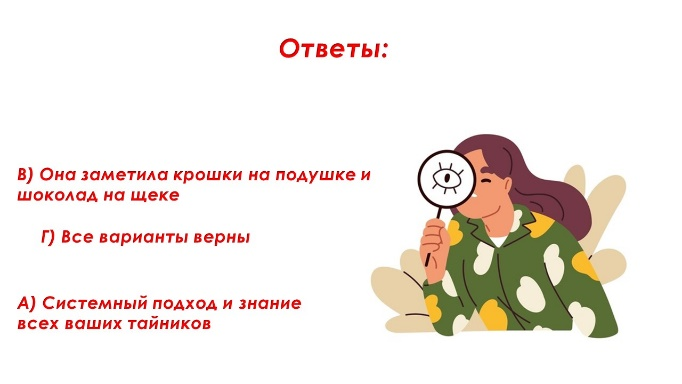 Ответы:
В) Она заметила крошки на подушке и
шоколад на щеке
Г) Все варианты верны
А) Системный подход и знание
всех ваших тайников